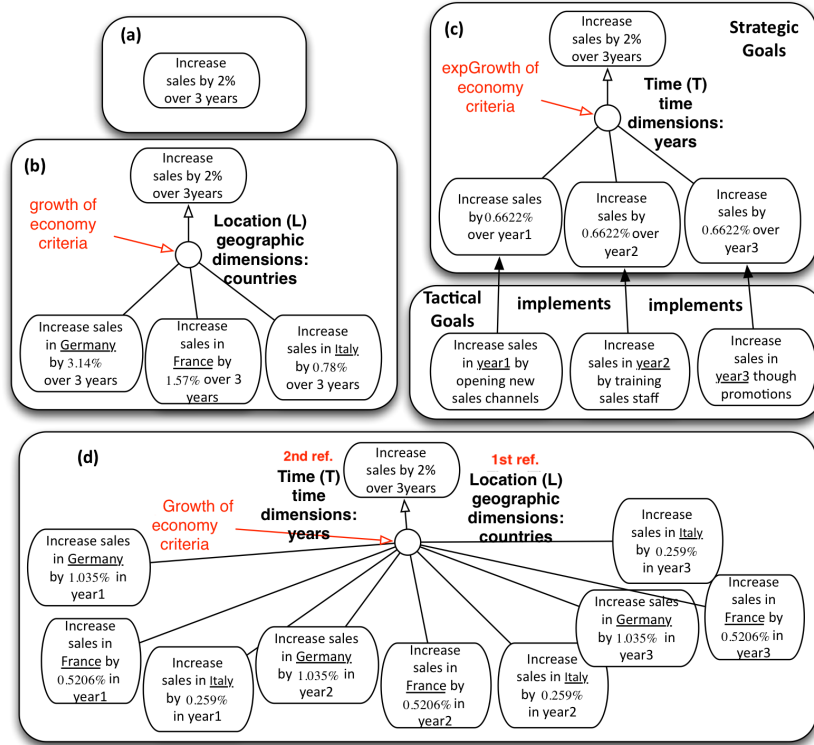 (a)
Increase
sales by 2%
over 3 years
(b)
Increase
sales by 2%
over 3years
growth of
economy
criteria
Location (L)
geographic
dimensions:
countries
Increase sales
in Germany
by 3.14%
over 3 years
Increase
sales in
France by
1.57% over 3
years
Increase
sales in Italy
by 0.78%
over 3 years
(c)
Strategic
Goals
Increase
sales by 2%
over 3years
expGrowth of
economy
criteria
Time (T)
time
dimensions:
years
Increase sales
by 0.6622%
over year1
Increase
sales by
0.6622% over
year2
Increase
sales by
0.6622% over
year3
Tactical
Goals
implements
implements
Increase sales
in year1 by
opening new
sales channels
Increase
sales in year2
by training
sales staff
Increase
sales in
year3 though
promotions
(d)
2nd ref.
Time (T)
time
dimensions:
years
Increase
sales by 2%
over 3years
1st ref.
Location (L)
geographic
dimensions:
countries
Growth of
economy
criteria
Increase sales
in Germany
by 1.035% in
year1
Increase
sales in
France by
0.5206% in
year1
Increase
sales in Italy
by 0.259%
in year1
Increase sales
in Germany
by 1.035% in
year2
Increase
sales in
France by
0.5206% in
year2
Increase
sales in Italy
by 0.259%
in year2
Increase sales
in Germany
by 1.035% in
year3
Increase
sales in Italy
by 0.259%
in year3
Increase
sales in
France by
0.5206% in
year3